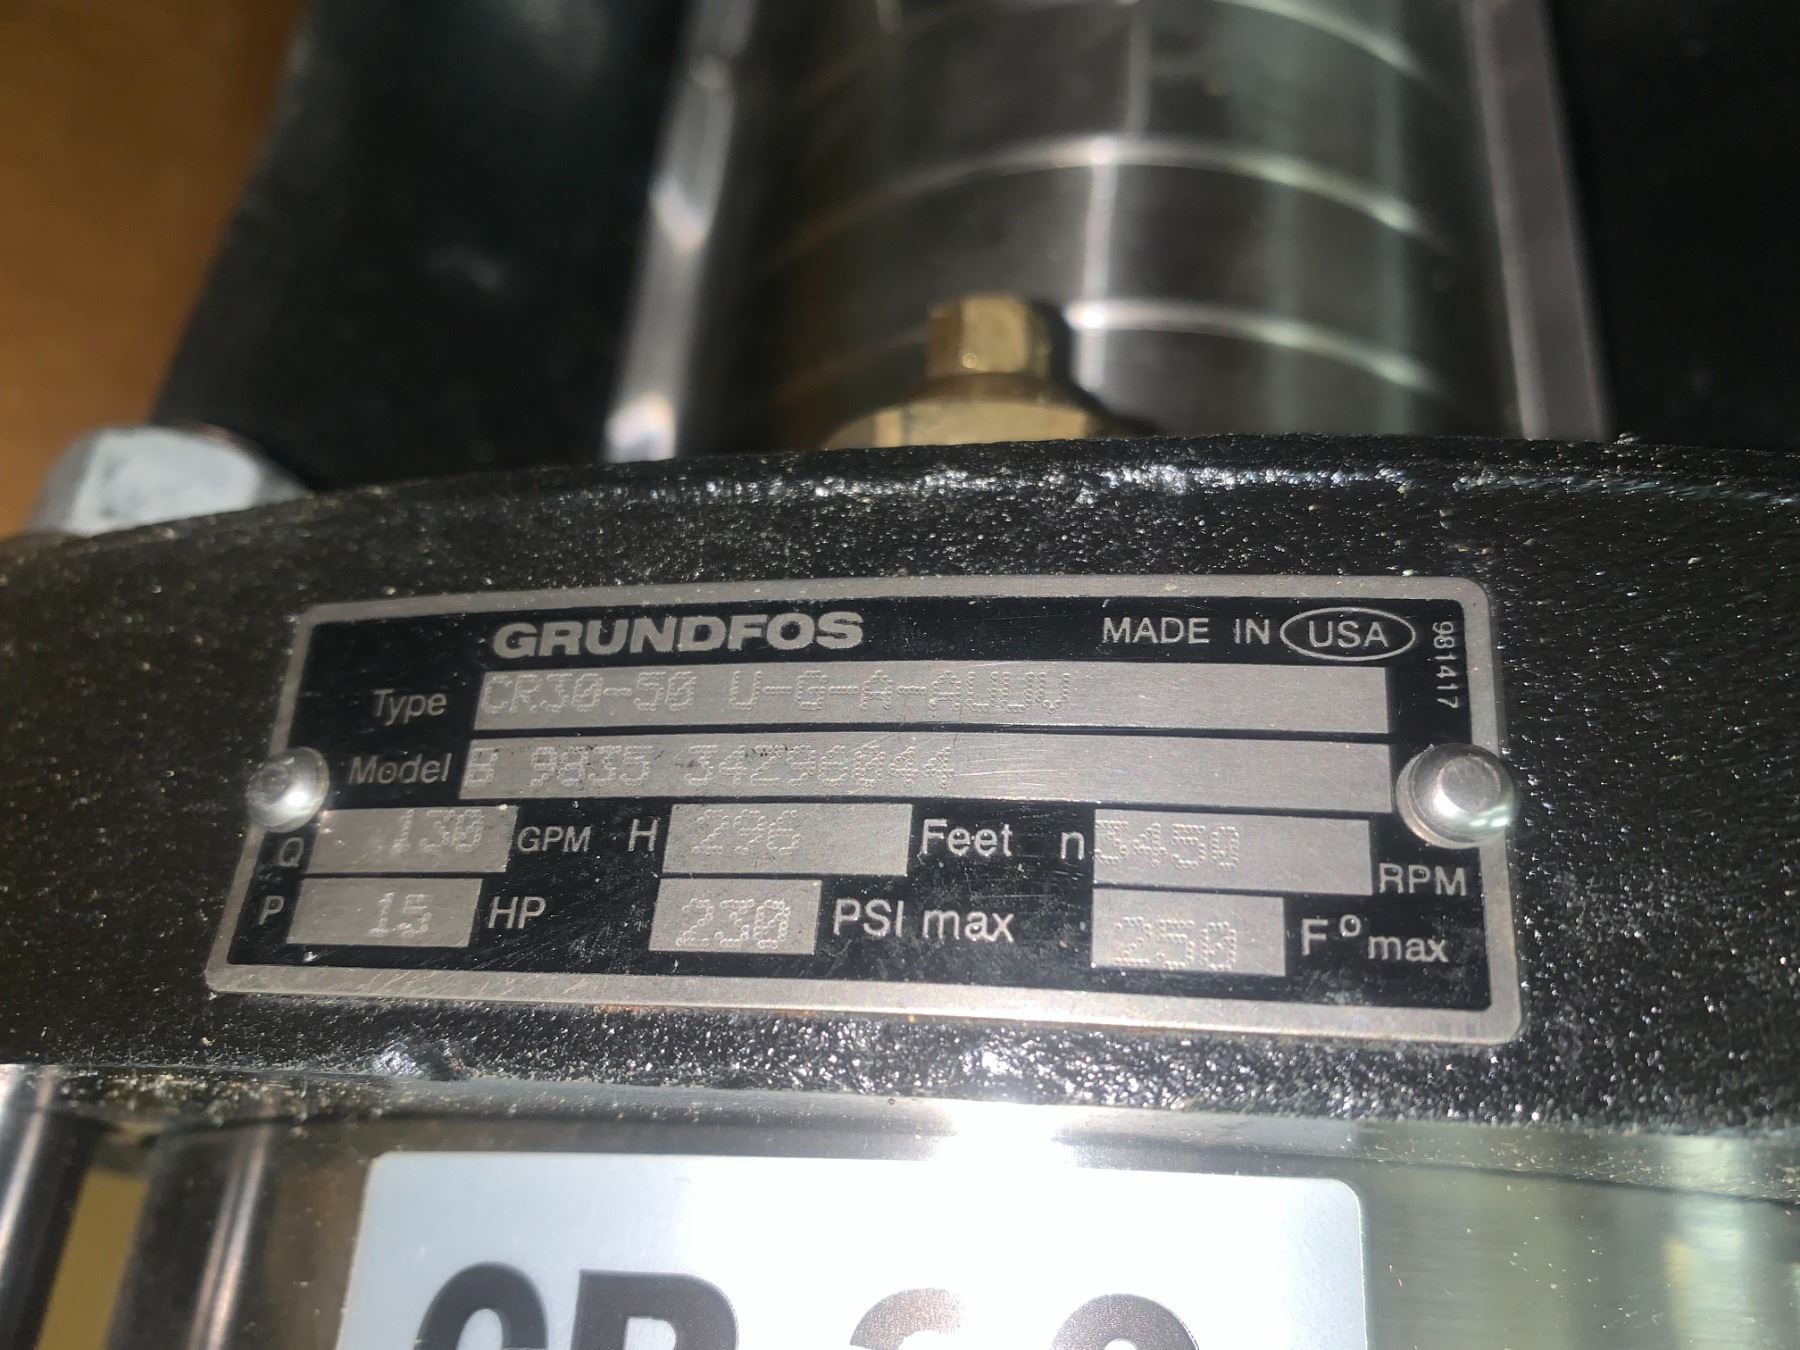 GRUNDFOS MADE IN USA
981417
Type CR30-50 U-G-A-AUUV
Model B 9835 34296044
Q 130 GPM H 296 Feet n 3450 RPM
P 15 HP 230 PSI max 250 F° max